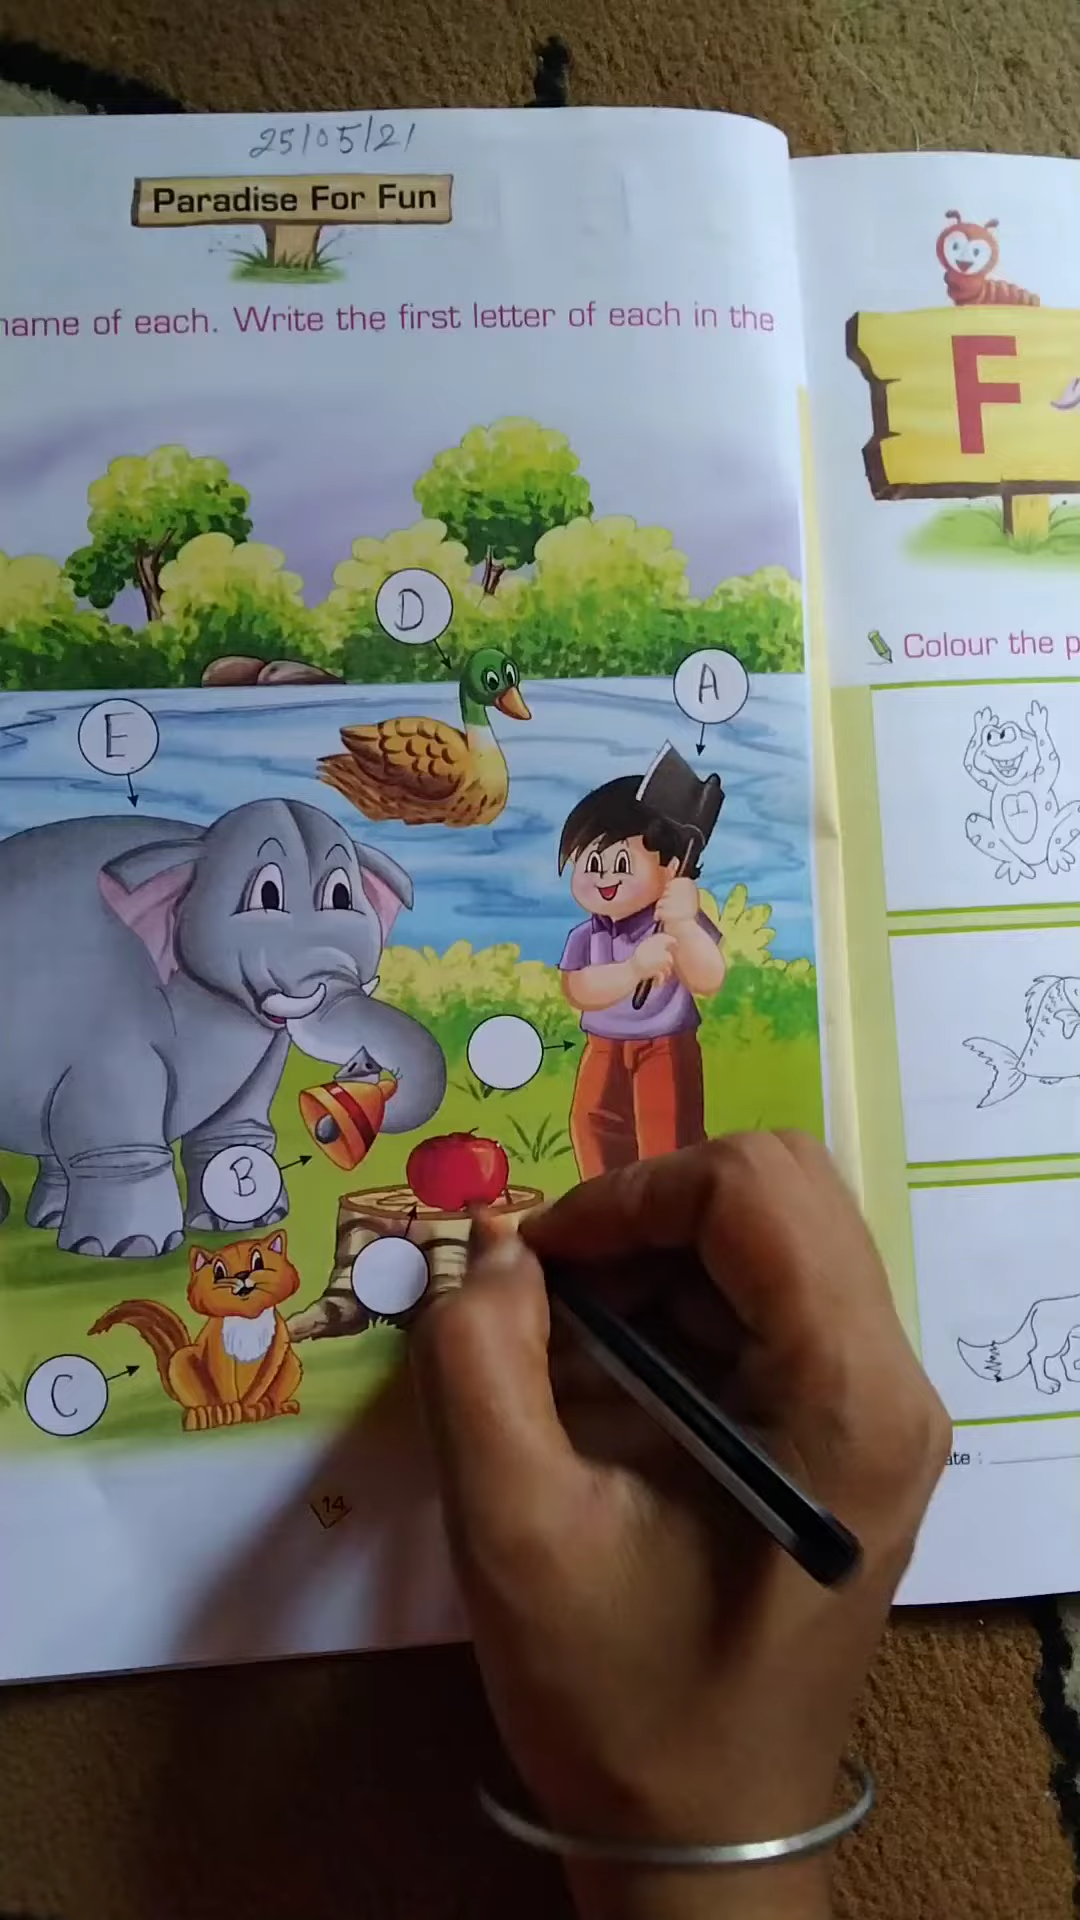 25/05/21
Paradise For Fun
name of each. Write the first letter of each in the
D
A
E
B
C
14
F
Colour the p
ate :